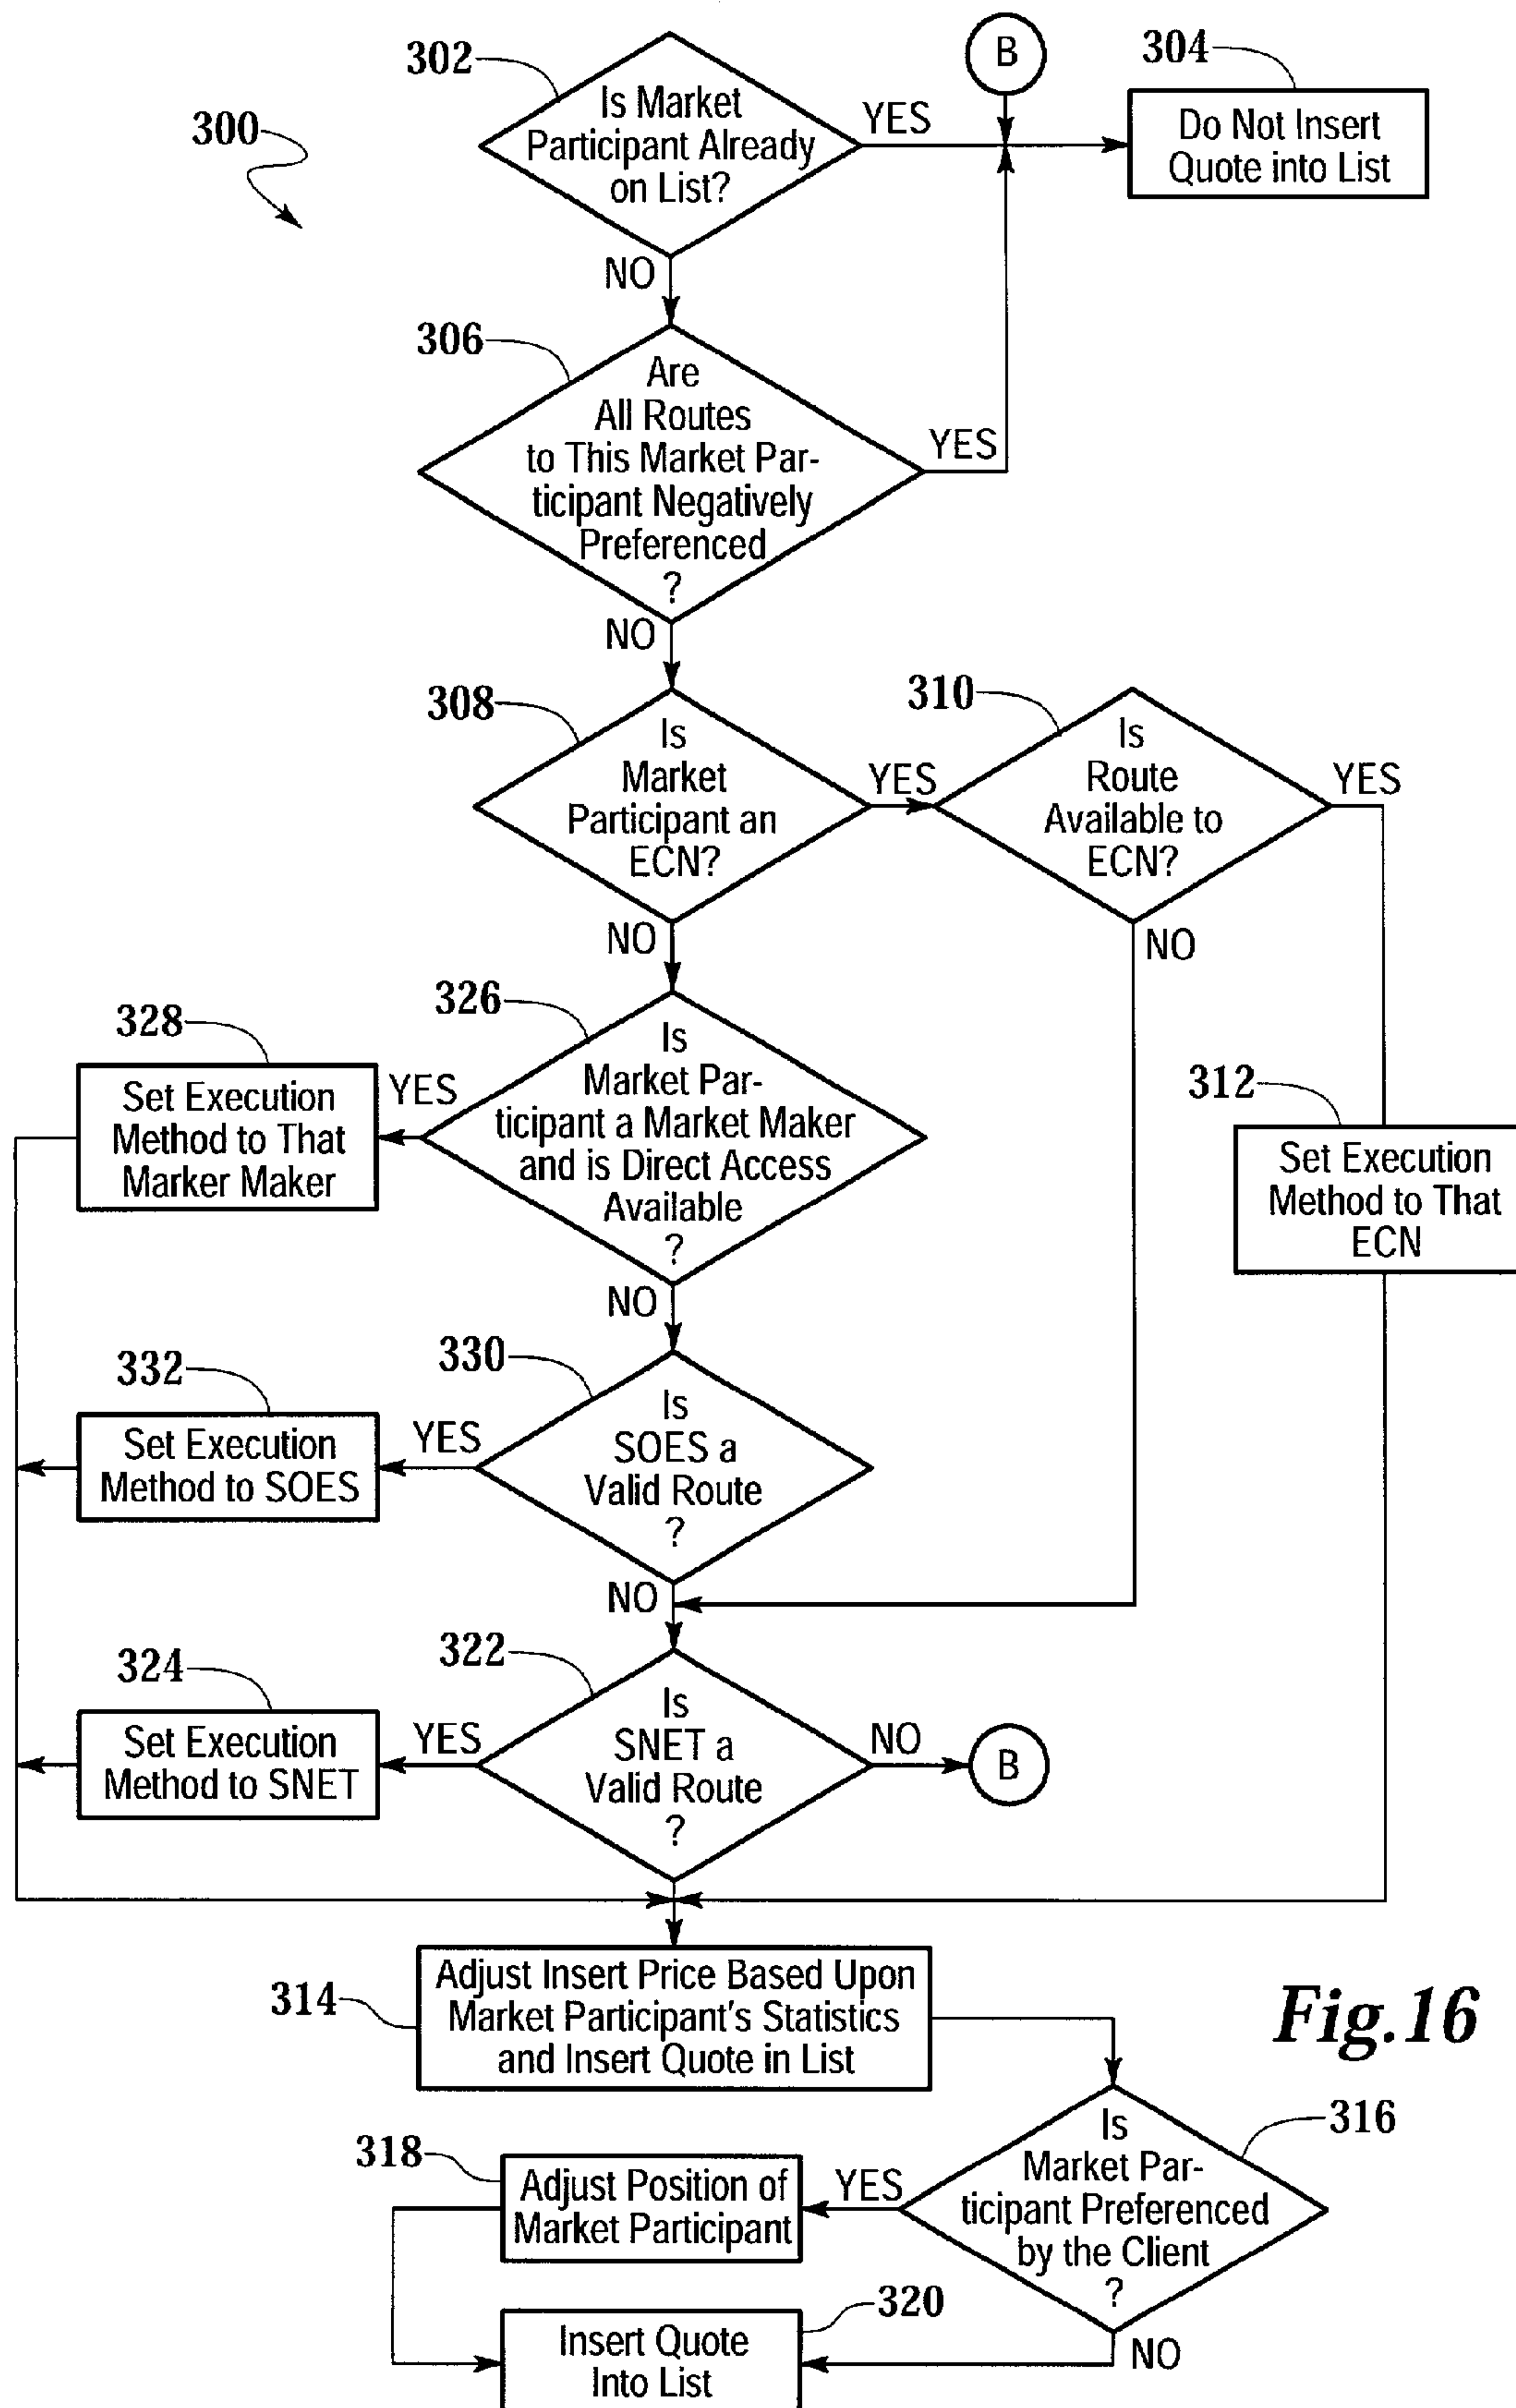 302
B
304
300
Is Market
Participant Already
on List?
YES
Do Not Insert
Quote into List
NO
306
Are
All Routes
to This Market Par-
ticipant Negatively
Preferenced
?
YES
NO
308
Is
Market
Participant an
ECN?
YES
310
Is
Route
Available to
ECN?
YES
NO
NO
326
Is
Market Par-
ticipant a Market Maker
and is Direct Access
Available
?
YES
328
Set Execution
Method to That
Marker Maker
312
Set Execution
Method to That
ECN
NO
330
Is
SOES a
Valid Route
?
YES
332
Set Execution
Method to SOES
NO
322
Is
SNET a
Valid Route
?
YES
324
Set Execution
Method to SNET
NO
B
314
Adjust Insert Price Based Upon
Market Participant's Statistics
and Insert Quote in List
Fig.16
316
Is
Market Par-
ticipant Preferenced
by the Client
?
YES
318
Adjust Position of
Market Participant
NO
320
Insert Quote
Into List